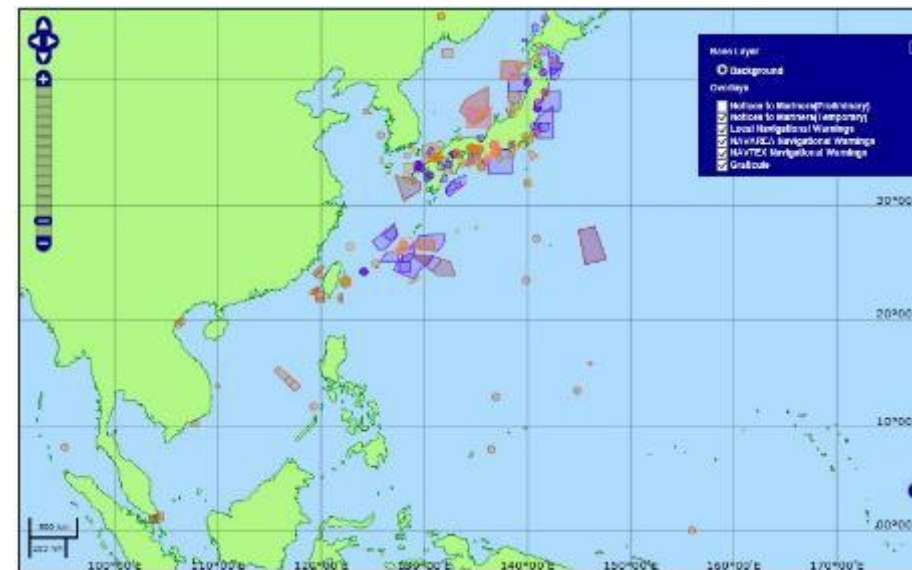 Base Layer
Background
Overlays
Notices to Mariners(Preliminary)
Notices to Mariners(Temporary)
Local Navigational Warnings
NAVAREA Navigational Warnings
NAVTEX Navigational Warnings
Graticule
30°00'
20°00'
10°00'
00°00'
100°00'E
110°00'E
120°00'E
140°00'E
150°00'E
160°00'E
170°00'E